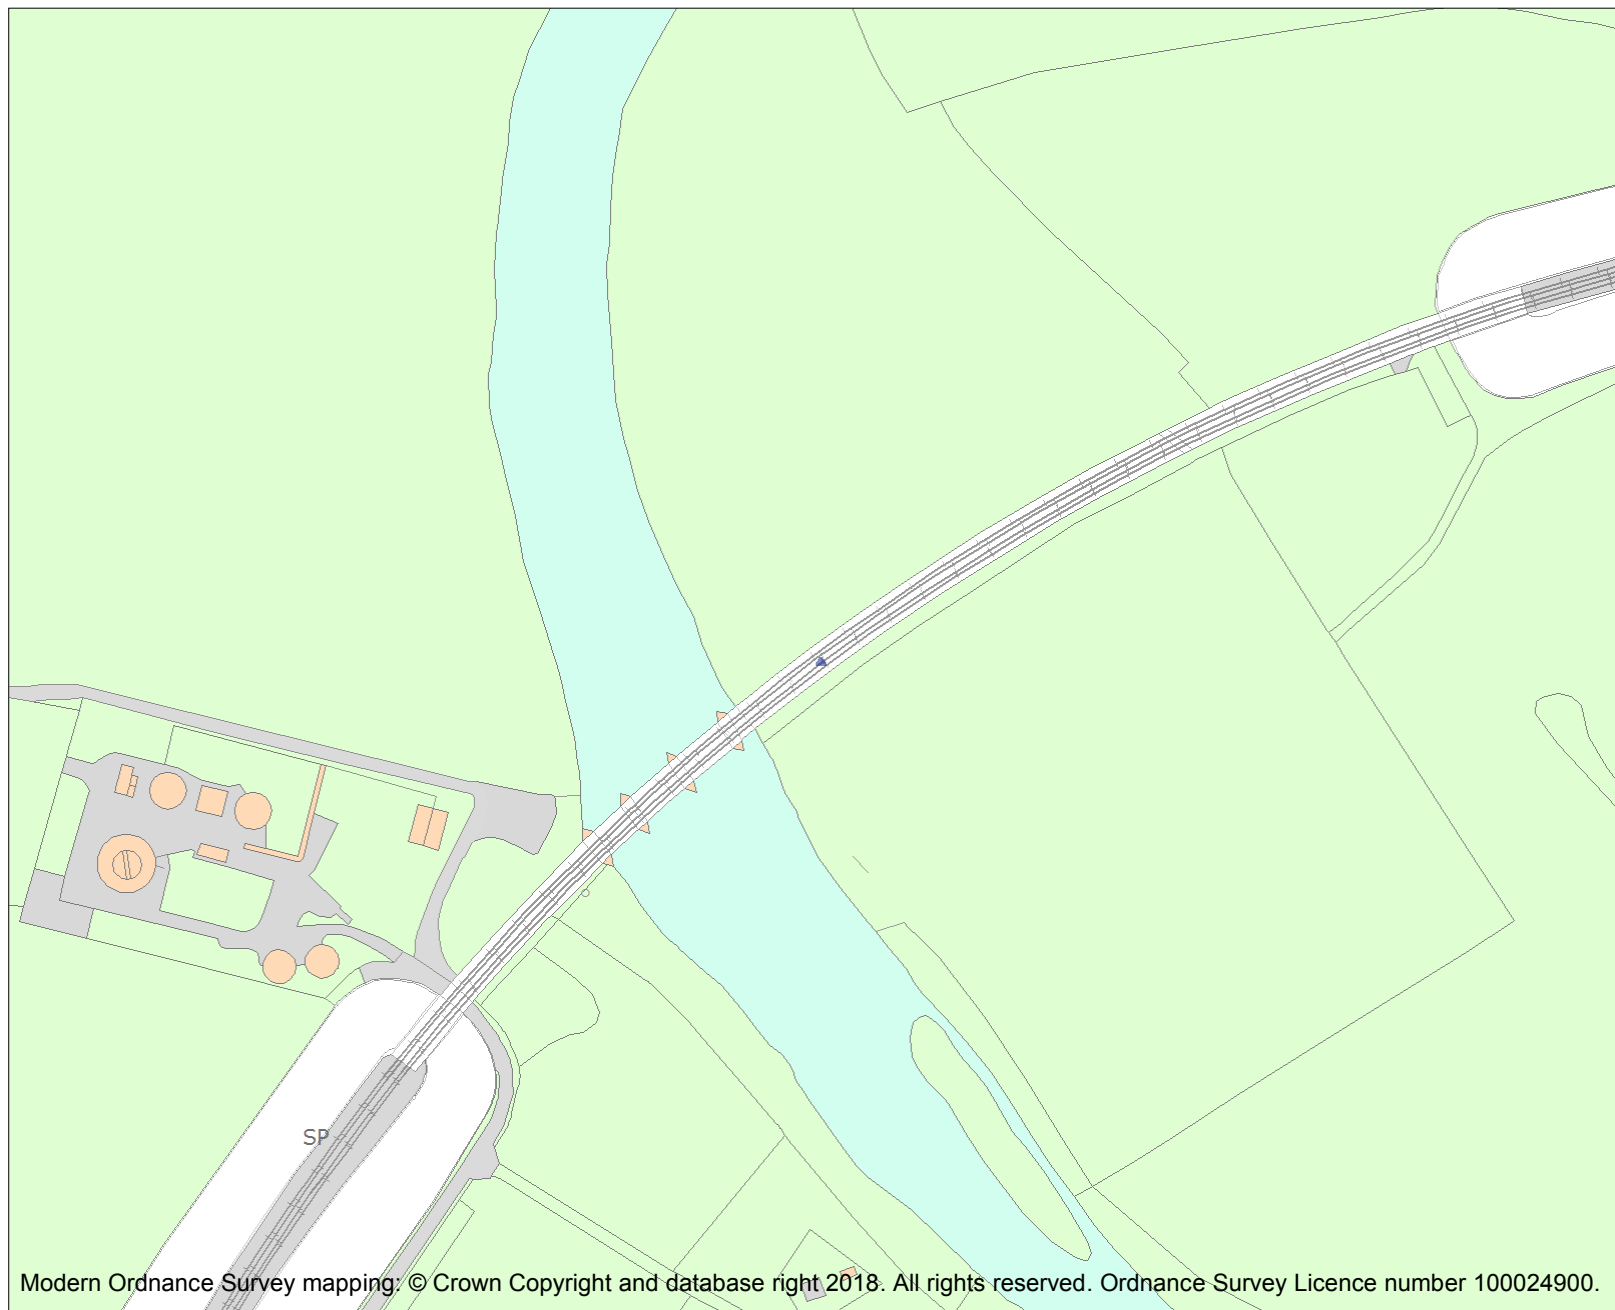 SP
Modern Ordnance Survey mapping: © Crown Copyright and database right 2018. All rights reserved. Ordnance Survey Licence number 100024900.